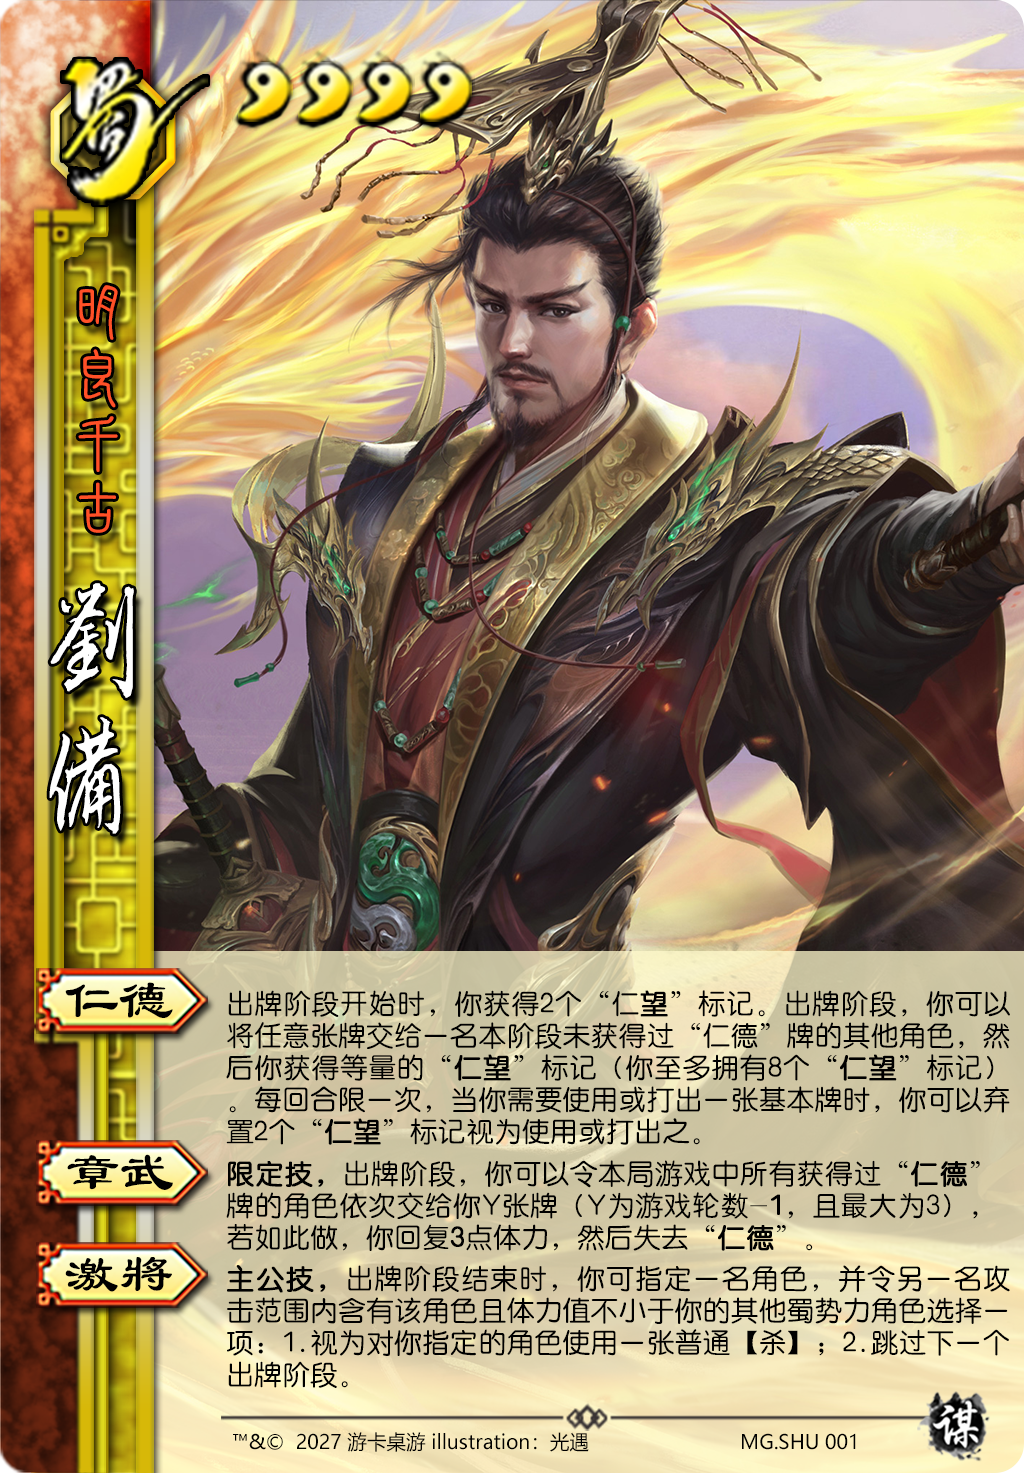 蜀
明良千古
劉備
仁德
出牌阶段开始时，你获得2个“仁望”标记。出牌阶段，你可以
将任意张牌交给一名本阶段未获得过“仁德”牌的其他角色，然
后你获得等量的“仁望”标记（你至多拥有8个“仁望”标记）
。每回合限一次，当你需要使用或打出一张基本牌时，你可以弃
置2个“仁望”标记视为使用或打出之。
章武
限定技，出牌阶段，你可以令本局游戏中所有获得过“仁德”
牌的角色依次交给你Y张牌（Y为游戏轮数-1，且最大为3），
若如此做，你回复3点体力，然后失去“仁德”。
激將
主公技，出牌阶段结束时，你可指定一名角色，并令另一名攻
击范围内含有该角色且体力值不小于你的其他蜀势力角色选择一
项：1.视为对你指定的角色使用一张普通【杀】；2.跳过下一个
出牌阶段。
™&© 2027 游卡桌游 illustration：光遇
MG.SHU 001
谋